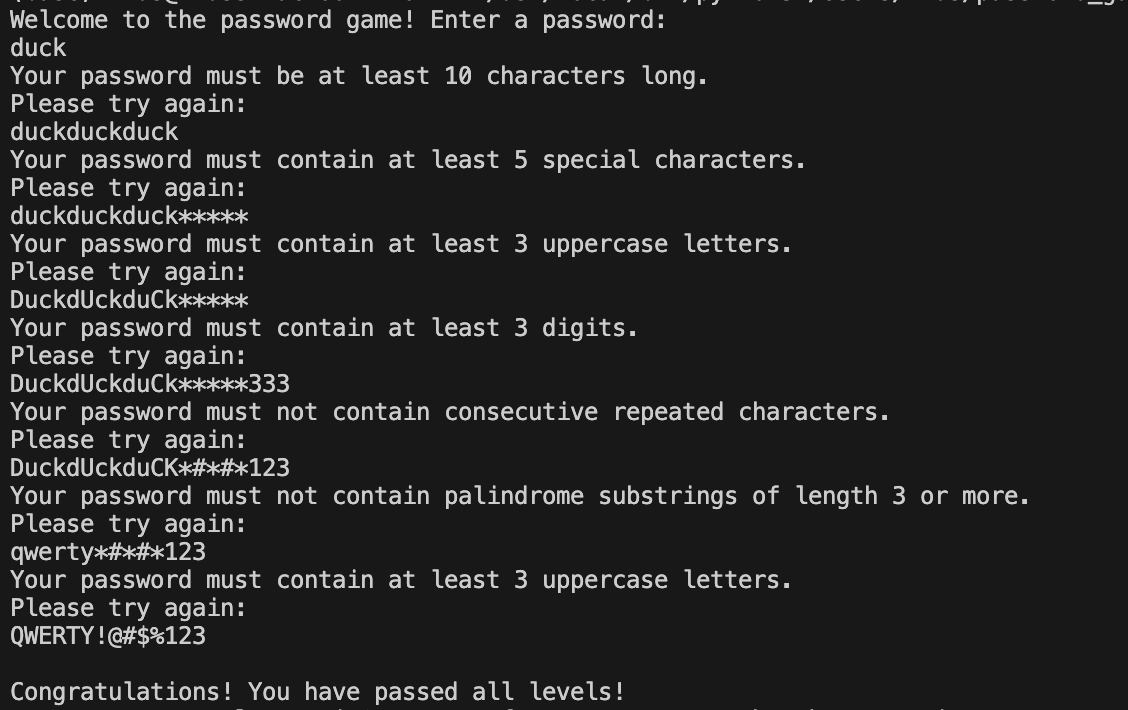 Welcome to the password game! Enter a password:
duck
Your password must be at least 10 characters long.
Please try again:
duckduckduck
Your password must contain at least 5 special characters.
Please try again:
duckduckduck*****
Your password must contain at least 3 uppercase letters.
Please try again:
DuckdUckduCk*****
Your password must contain at least 3 digits.
Please try again:
DuckdUckduCk*****333
Your password must not contain consecutive repeated characters.
Please try again:
DuckdUckduCK*#*#*123
Your password must not contain palindrome substrings of length 3 or more.
Please try again:
qwerty*#*#*123
Your password must contain at least 3 uppercase letters.
Please try again:
QWERTY!@#$%123
Congratulations! You have passed all levels!